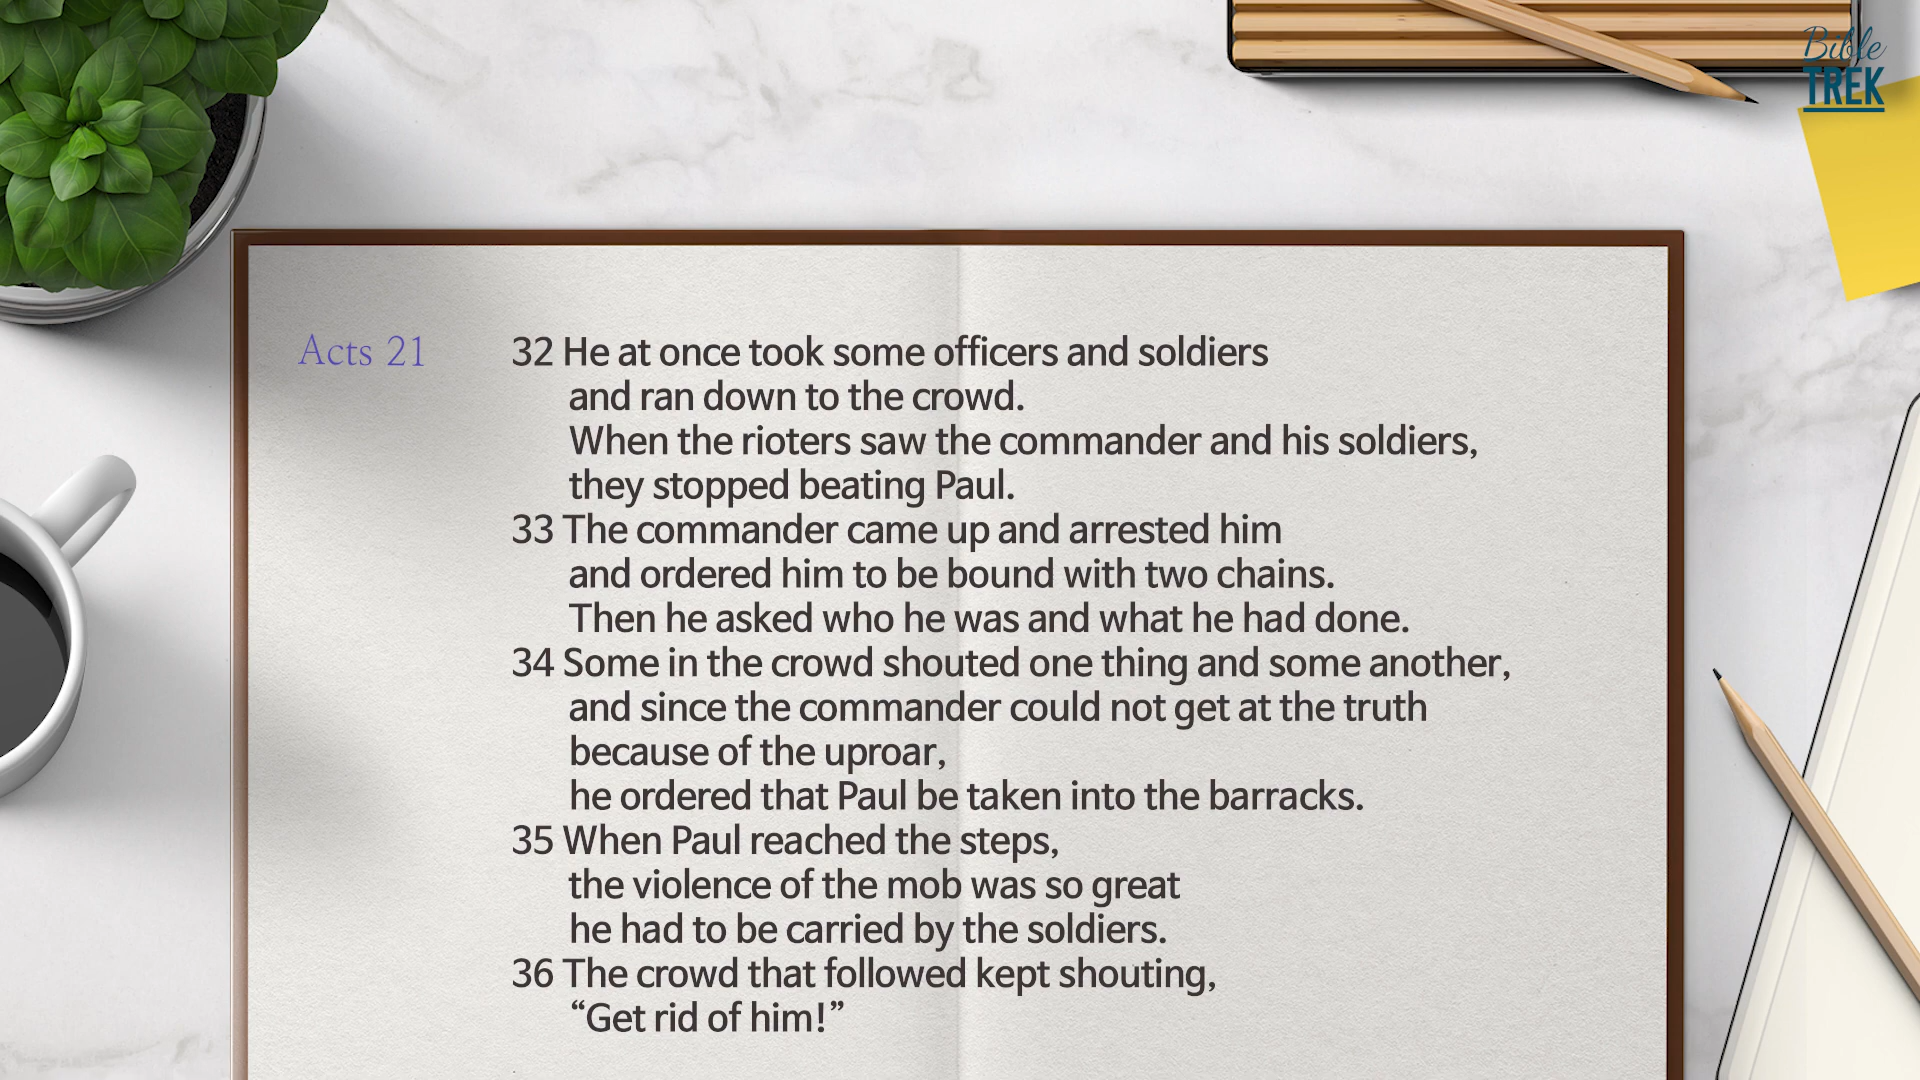 Bible
TREK
Acts 21
32 He at once took some officers and soldiers
and ran down to the crowd.
When the rioters saw the commander and his soldiers,
they stopped beating Paul.
33 The commander came up and arrested him
and ordered him to be bound with two chains.
Then he asked who he was and what he had done.
34 Some in the crowd shouted one thing and some another,
and since the commander could not get at the truth
because of the uproar,
he ordered that Paul be taken into the barracks.
35 When Paul reached the steps,
the violence of the mob was so great
he had to be carried by the soldiers.
36 The crowd that followed kept shouting,
“Get rid of him!”